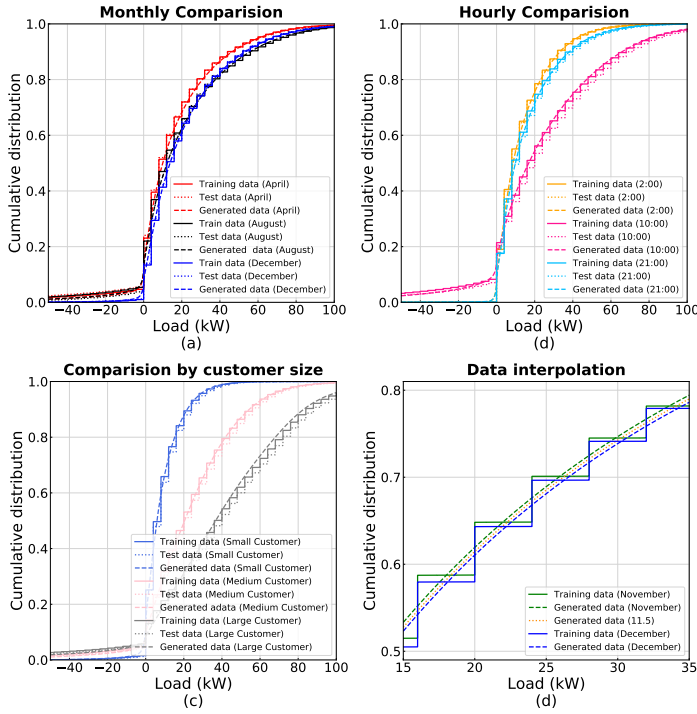 Monthly Comparision
Cumulative distribution
1.0
0.8
0.6
0.4
0.2
0.0
Training data (April)
Test data (April)
Generated data (April)
Train data (August)
Test data (August)
Generated  data (August)
Train data (December)
Test data (December)
Generated data (December)
−40 −20 0 20 40 60 80 100
Load (kW)
(a)
Hourly Comparision
Cumulative distribution
1.0
0.8
0.6
0.4
0.2
0.0
Training data (2:00)
Test data (2:00)
Generated data (2:00)
Training data (10:00)
Test data (10:00)
Generated data (10:00)
Training data (21:00)
Test data (21:00)
Generated data (21:00)
−40 −20 0 20 40 60 80 100
Load (kW)
(d)
Comparision by customer size
Cumulative distribution
1.0
0.8
0.6
0.4
0.2
0.0
Training data (Small Customer)
Test data (Small Customer)
Generated data (Small Customer)
Training data (Medium Customer)
Test data (Medium Customer)
Generated adata (Medium Customer)
Training data (Large Customer)
Test data (Large Customer)
Generated data (Large Customer)
−40 −20 0 20 40 60 80 100
Load (kW)
(c)
Data interpolation
Cumulative distribution
0.8
0.7
0.6
0.5
Training data (November)
Generated data (November)
Generated data (11.5)
Training data (December)
Generated data (December)
15 20 25 30 35
Load (kW)
(d)